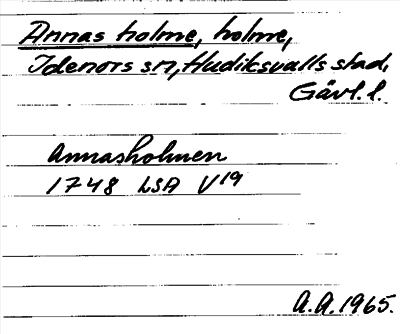 Annas holme, holme,
Idenors sn, Hudiksvalls stad,
Gävl. l.
Annasholmen
1748 LSA V19
A.A. 1965.